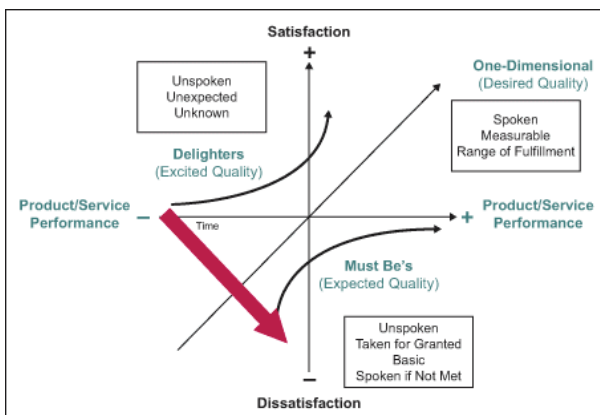 Satisfaction
+
One-Dimensional
(Desired Quality)
Unspoken
Unexpected
Unknown
Spoken
Measurable
Range of Fulfillment
Delighters
(Excited Quality)
Product/Service
Performance
−
Time
+
Product/Service
Performance
Must Be's
(Expected Quality)
Unspoken
Taken for Granted
Basic
Spoken if Not Met
−
Dissatisfaction